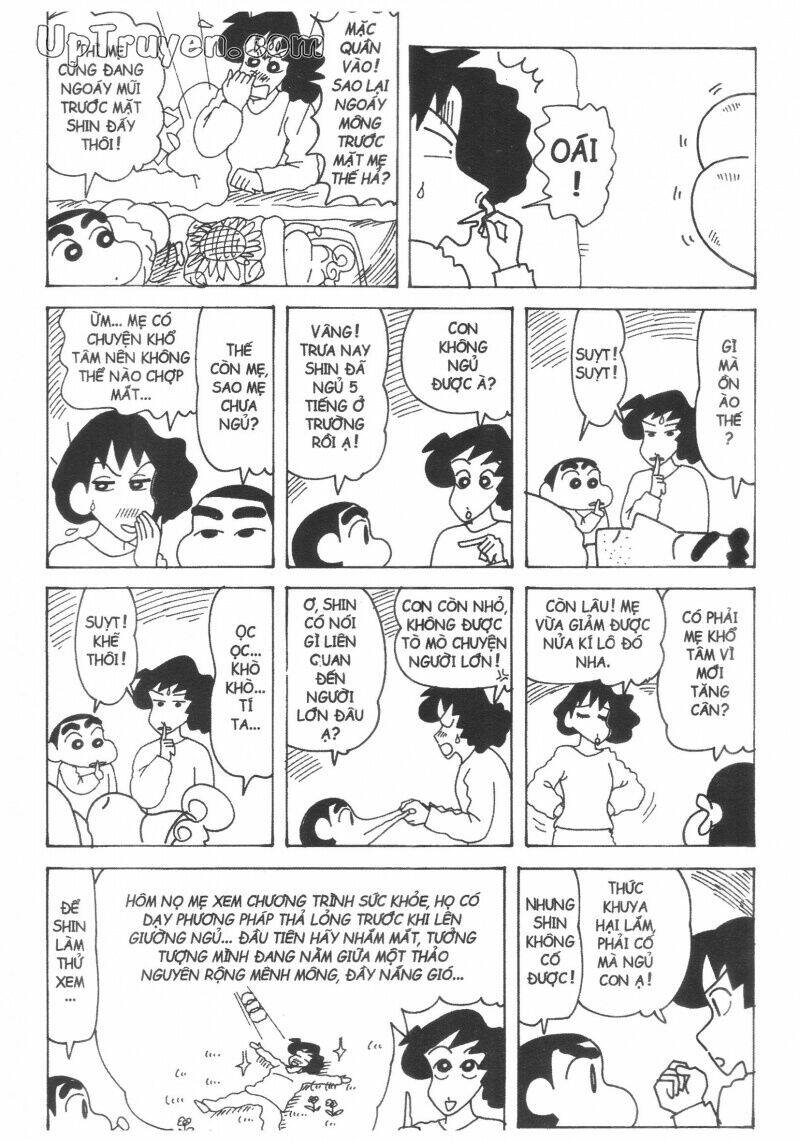 UpTruyen.com
OÁI
!
MẶC
QUẦN
VÀO!
SAO LẠI
NGOÁY
MÔNG
TRƯỚC
MẶT MẸ
THẾ HẢ?
THÌ MẸ
CŨNG ĐANG
NGOÁY MŨI
TRƯỚC MẶT
SHIN ĐẤY
THÔI!
GÌ
MÀ
ỒN
ÀO
THẾ
?
SUỴT!
SUỴT!
CON
KHÔNG
NGỦ
ĐƯỢC À?
VÂNG!
TRƯA NAY
SHIN ĐÃ
NGỦ 5
TIẾNG Ở
TRƯỜNG
RỒI Ạ!
THẾ
CÒN MẸ,
SAO MẸ
CHƯA
NGỦ?
ỪM... MẸ CÓ
CHUYỆN KHỔ
TÂM NÊN KHÔNG
THỂ NÀO CHỢP
MẮT...
CÓ PHẢI
MẸ KHỔ
TÂM VÌ
MỚI
TĂNG
CÂN?
CÒN LÂU! MẸ
VỪA GIẢM ĐƯỢC
NỬA KÍ LÔ ĐÓ
NHA.
CON CÒN NHỎ,
KHÔNG ĐƯỢC
TÒ MÒ CHUYỆN
NGƯỜI LỚN!
Ơ, SHIN
CÓ NÓI
GÌ LIÊN
QUAN
ĐẾN
NGƯỜI
LỚN ĐÂU
Ạ?
ỌC
ỌC...
KHÒ
KHÒ...
TÍ
TA...
SUỴT!
KHẼ
THÔI!
THỨC
KHUYA
HẠI LẮM,
PHẢI CỐ
MÀ NGỦ
CON Ạ!
NHƯNG
SHIN
KHÔNG
CỐ
ĐƯỢC!
HÔM NỌ MẸ XEM CHƯƠNG TRÌNH SỨC KHỎE, HỌ CÓ
DẠY PHƯƠNG PHÁP THẢ LỎNG TRƯỚC KHI LÊN
GIƯỜNG NGỦ... ĐẦU TIÊN HÃY NHẮM MẮT, TƯỞNG
TƯỢNG MÌNH ĐANG NẰM GIỮA MỘT THẢO
NGUYÊN RỘNG MÊNH MÔNG, ĐẦY NẮNG GIÓ...
ĐỂ
SHIN
LÀM
THỬ
XEM
...